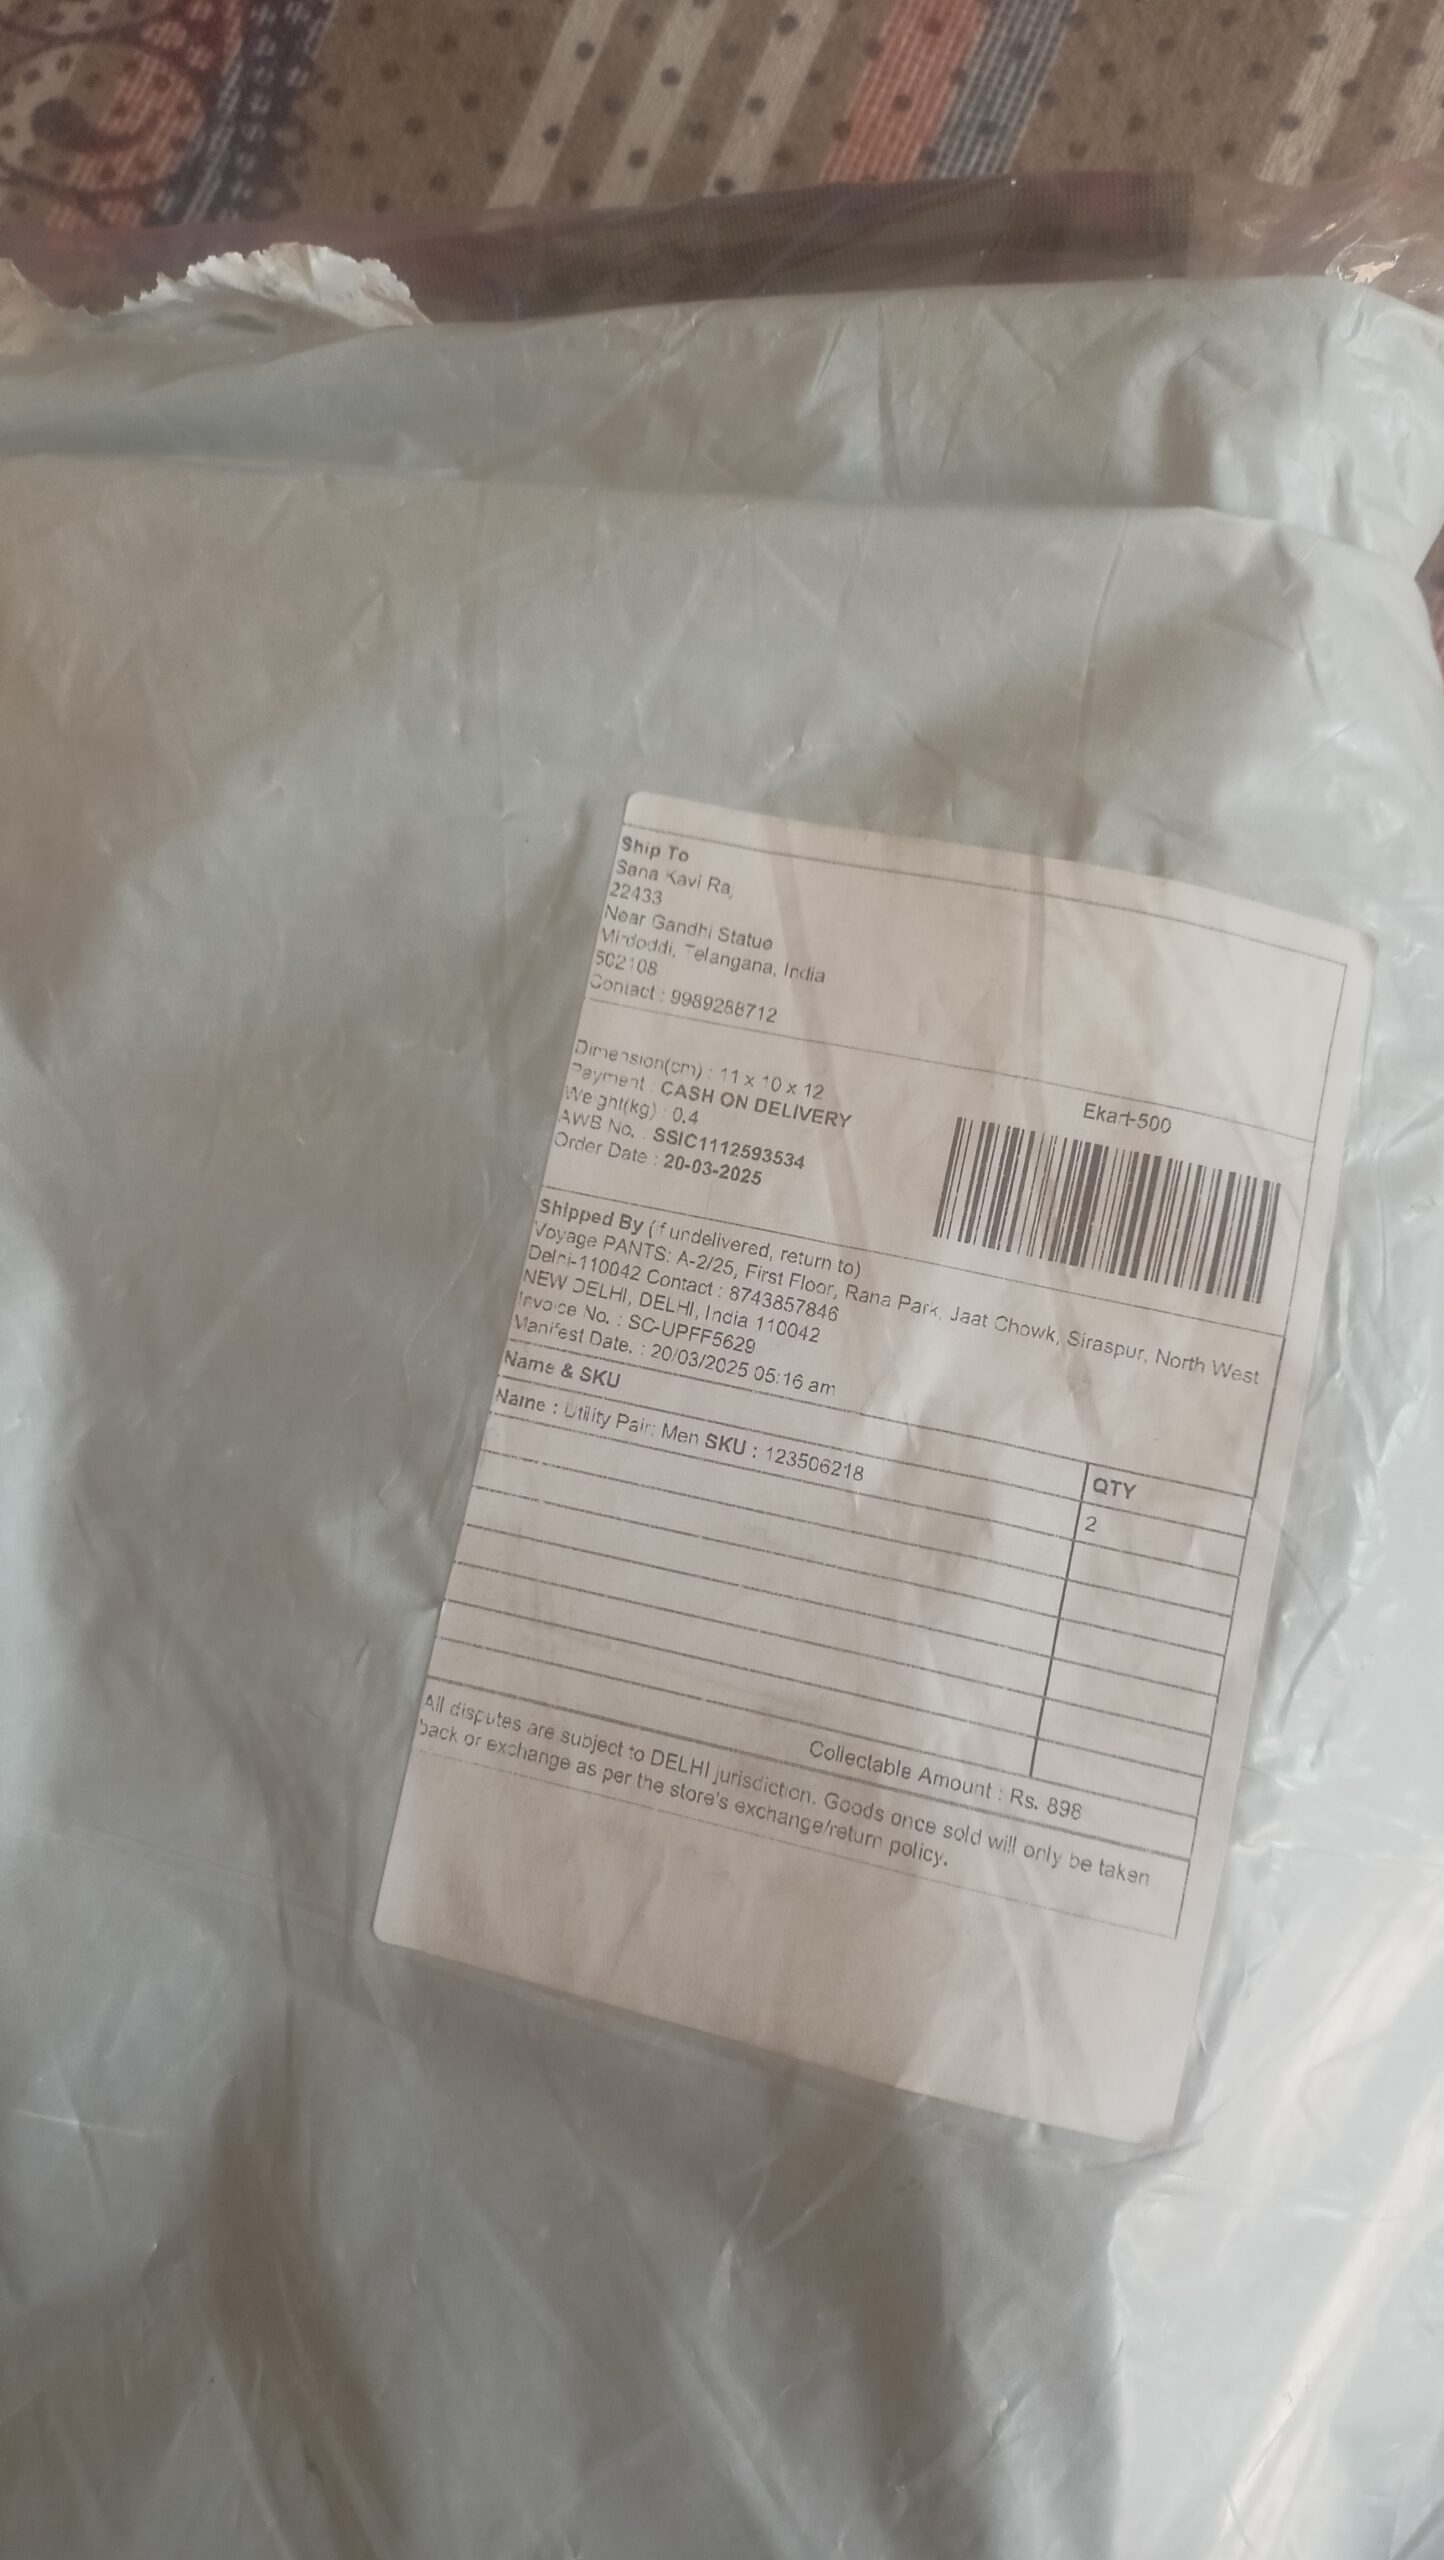 Ship To
Sana Kavi Raj
22433
Near Gandhi Statue
Mirdoddi, Telangana, India
502108
Contact : 9989288712
Dimension(cm) : 11 x 10 x 12
Payment : CASH ON DELIVERY
Weight(kg) : 0.4
AWB No. : SSIC1112593534
Order Date : 20-03-2025
Ekart-500
Shipped By (if undelivered, return to)
Voyage PANTS: A-2/25, First Floor, Rana Park, Jaat Chowk, Siraspur, North West
Delhi-110042 Contact : 8743857846
NEW DELHI, DELHI, India 110042
Invoice No. : SC-UPFF5629
Manifest Date. : 20/03/2025 05:16 am
Name & SKU QTY
Name : Utility Men SKU : 123506218 2
Collectable Amount : Rs. 898
All disputes are subject to DELHI jurisdiction. Goods once sold will only be taken
back or exchange as per the store's exchange/return policy.